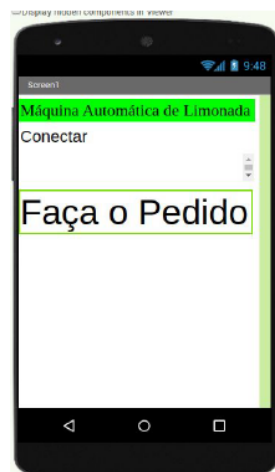 Display hidden components in Viewer
9:48
Screen1
Máquina Automática de Limonada
Conectar
Faça o Pedido